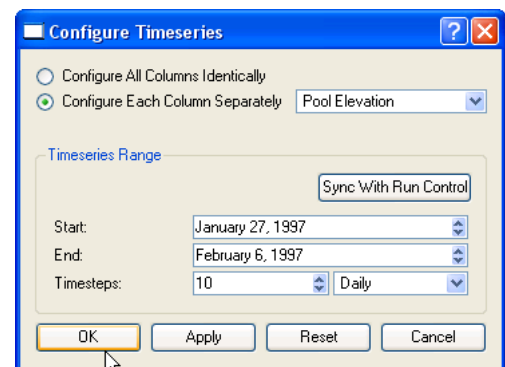 Configure Timeseries
Configure All Columns Identically
Configure Each Column Separately Pool Elevation
Timeseries Range
Sync With Run Control
Start: January 27, 1997
End: February 6, 1997
Timesteps: 10 Daily
OK Apply Reset Cancel